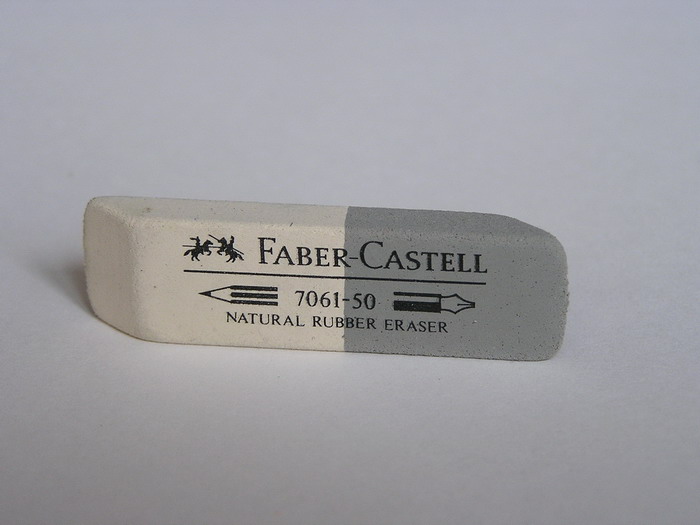 FABER-CASTELL
7061-50
NATURAL RUBBER ERASER